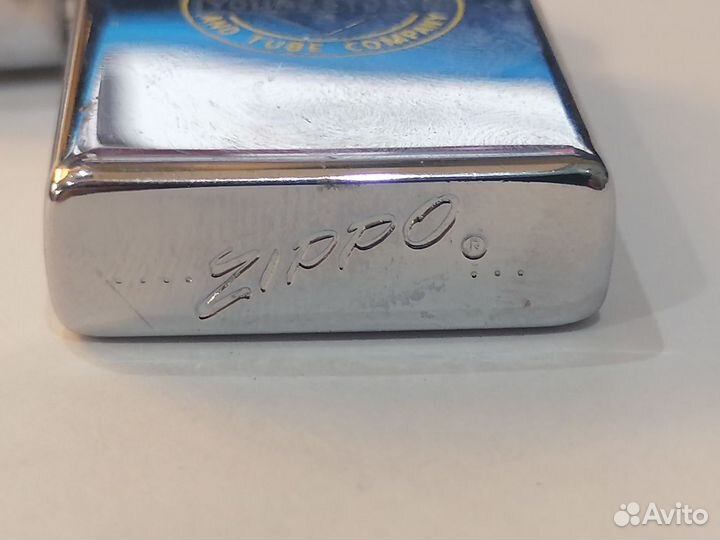 AND TUBE COMPANY
ZIPPO ®
.... ...
Avito